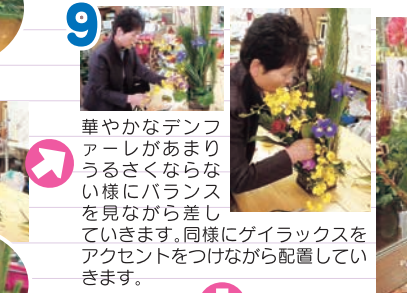 9
華やかなデンフ
ァーレがあまり
うるさくならな
い様にバランス
を見ながら差し
ていきます。同様にゲイラックスを
アクセントをつけながら配置してい
きます。